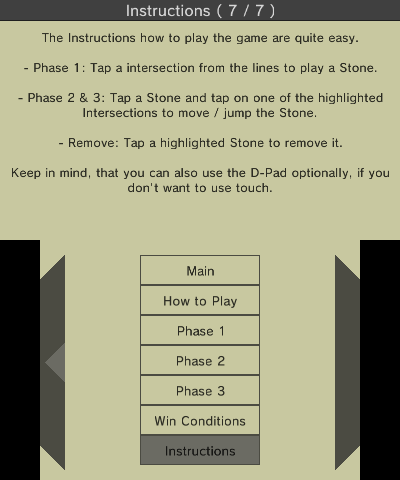 Instructions ( 7 / 7 )
The Instructions how to play the game are quite easy.
- Phase 1: Tap a intersection from the lines to play a Stone.
- Phase 2 & 3: Tap a Stone and tap on one of the highlighted
Intersections to move / jump the Stone.
- Remove: Tap a highlighted Stone to remove it.
Keep in mind, that you can also use the D-Pad optionally, if you
don't want to use touch.
Main
How to Play
Phase 1
Phase 2
Phase 3
Win Conditions
Instructions